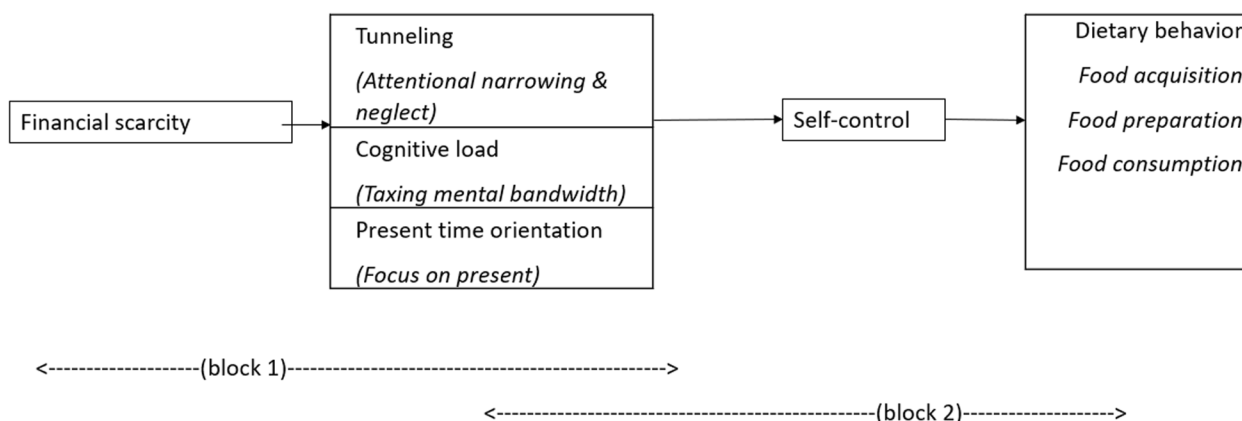 Financial scarcity
Tunneling
(Attentional narrowing &
neglect)
Cognitive load
(Taxing mental bandwidth)
Present time orientation
(Focus on present)
Self-control
Dietary behavior
Food acquisition
Food preparation
Food consumption
<--------------------(block 1)--------------------------------------------------->
<---------------------------------------------------(block 2)-------------------->